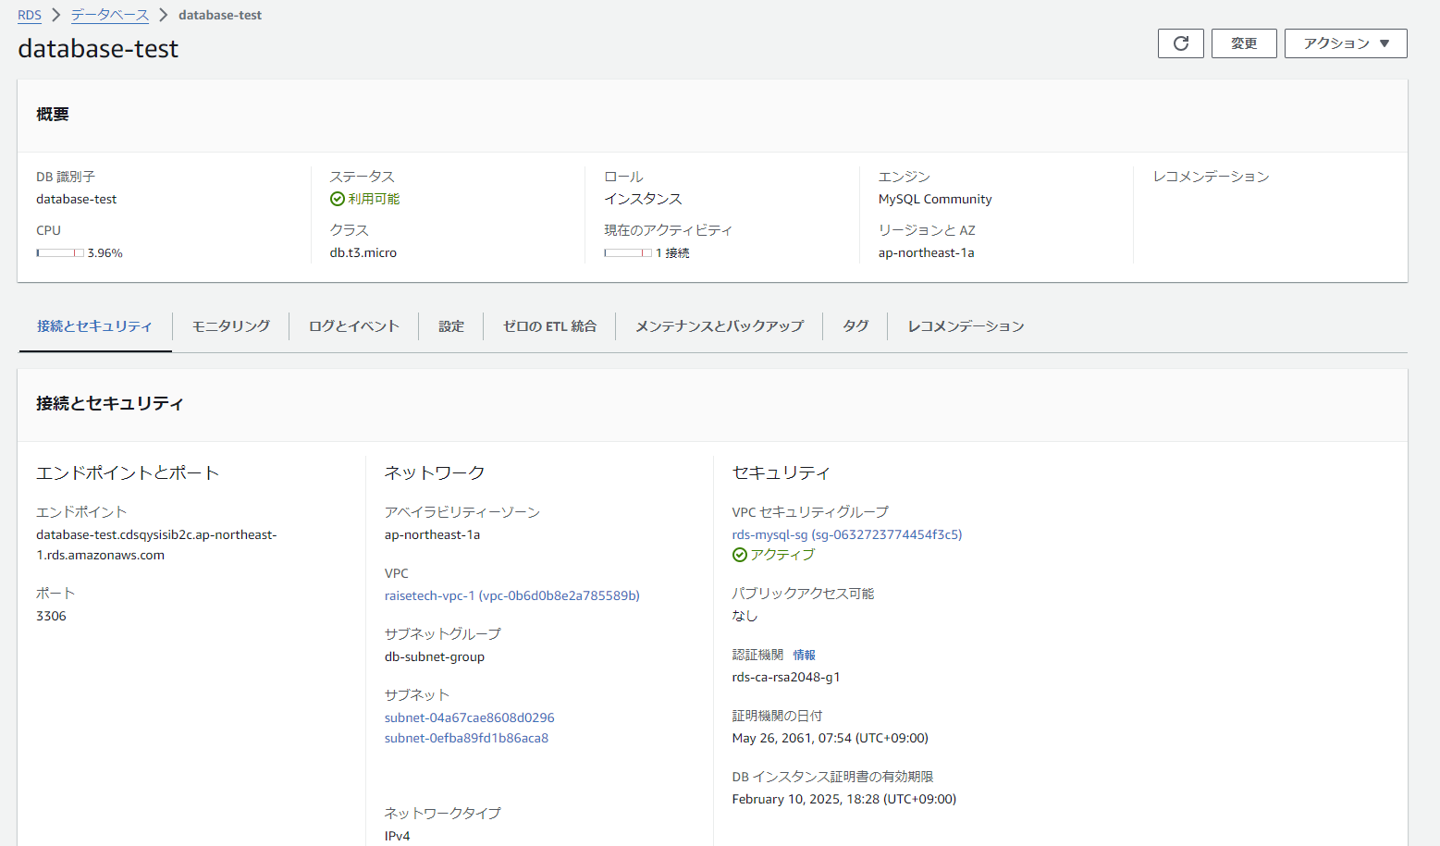 RDS > データベース > database-test
database-test
変更
アクション ▼
概要
DB 識別子
database-test
ステータス
利用可能
ロール
インスタンス
エンジン
MySQL Community
レコメンデーション
CPU
3.96%
クラス
db.t3.micro
現在のアクティビティ
1 接続
リージョンと AZ
ap-northeast-1a
接続とセキュリティ
モニタリング
ログとイベント
設定
ゼロの ETL 統合
メンテナンスとバックアップ
タグ
レコメンデーション
接続とセキュリティ
エンドポイントとポート
エンドポイント
database-test.cdsqysisib2c.ap-northeast-
1.rds.amazonaws.com
ポート
3306
ネットワーク
アベイラビリティーゾーン
ap-northeast-1a
VPC
raisetech-vpc-1 (vpc-0b6d0b8e2a785589b)
サブネットグループ
db-subnet-group
サブネット
subnet-04a67cae8608d0296
subnet-0efba89fd1b86aca8
ネットワークタイプ
IPv4
セキュリティ
VPC セキュリティグループ
rds-mysql-sg (sg-0632723774454f3c5)
アクティブ
パブリックアクセス可能
なし
認証機関 情報
rds-ca-rsa2048-g1
証明機関の日付
May 26, 2061, 07:54 (UTC+09:00)
DB インスタンス証明書の有効期限
February 10, 2025, 18:28 (UTC+09:00)